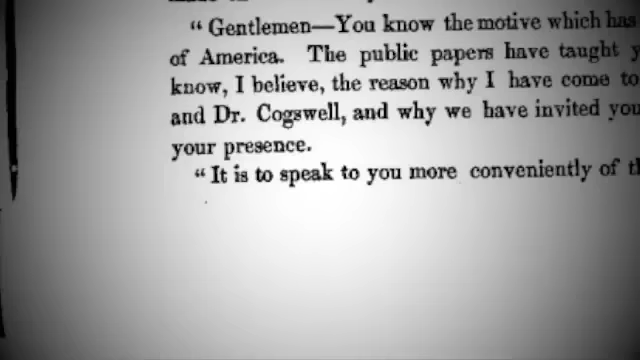 “ Gentlemen—You know the motive which has
of America. The public papers have taught
know, I believe, the reason why I have come to
and Dr. Cogswell, and why we have invited you
your presence.
“ It is to speak to you more conveniently of